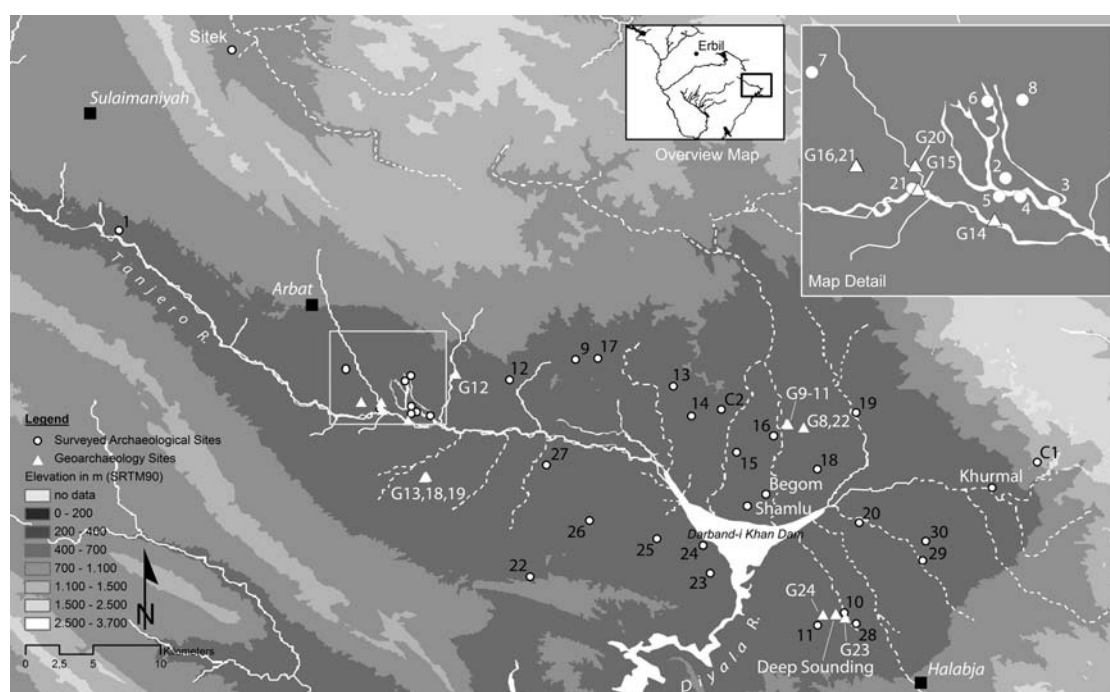 Sitek
Sulaimaniyah
Erbil
Overview Map
7
6
8
G20
G16,21
G15
2
21
5
4
3
G14
Map Detail
1
Tanjero R.
Arbat
G12
12
9
17
13
14
C2
G9-11
G8,22
19
16
15
18
C1
Khurmal
Begom
Shamlu
27
G13,18,19
Darband-i Khan Dam
20
30
29
26
25
24
22
23
G24
10
11
28
G23
Deep Sounding
Diyala R.
Halabja
Legend
Surveyed Archaeological Sites
Geoarchaeology Sites
Elevation in m (SRTM90)
no data
0 - 200
200 - 400
400 - 700
700 - 1.100
1.100 - 1.500
1.500 - 2.500
2.500 - 3.700
N
0 2,5 5 10 Kilometers